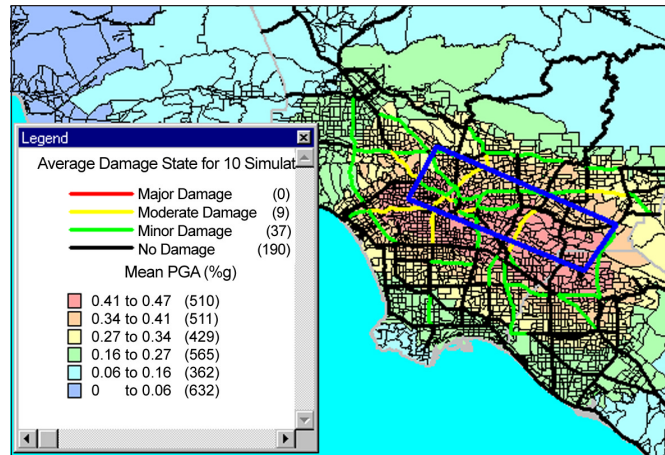 Legend
Average Damage State for 10 Simulat
Major Damage (0)
Moderate Damage (9)
Minor Damage (37)
No Damage (190)
Mean PGA (%g)
0.41 to 0.47 (510)
0.34 to 0.41 (511)
0.27 to 0.34 (429)
0.16 to 0.27 (565)
0.06 to 0.16 (362)
0 to 0.06 (632)